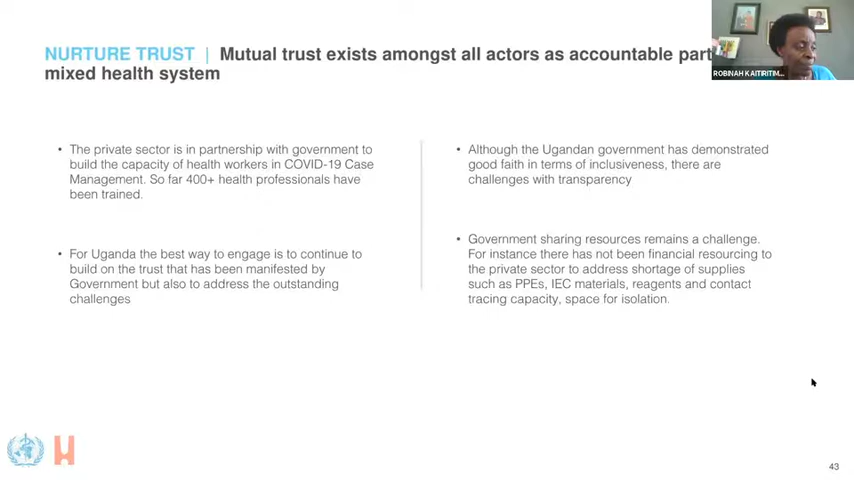 NURTURE TRUST | Mutual trust exists amongst all actors as accountable part
mixed health system
ROBINAH KAITIRITIM...
• The private sector is in partnership with government to
build the capacity of health workers in COVID-19 Case
Management. So far 400+ health professionals have
been trained.
• For Uganda the best way to engage is to continue to
build on the trust that has been manifested by
Government but also to address the outstanding
challenges
• Although the Ugandan government has demonstrated
good faith in terms of inclusiveness, there are
challenges with transparency
• Government sharing resources remains a challenge.
For instance there has not been financial resourcing to
the private sector to address shortage of supplies
such as PPEs, IEC materials, reagents and contact
tracing capacity, space for isolation.
43